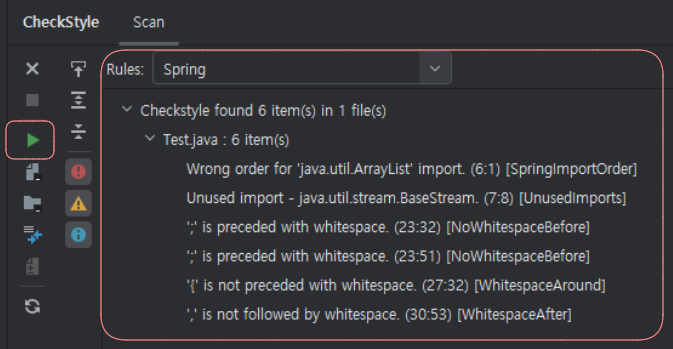 CheckStyle Scan
Rules: Spring
Checkstyle found 6 item(s) in 1 file(s)
Test.java : 6 item(s)
Wrong order for 'java.util.ArrayList' import. (6:1) [SpringImportOrder]
Unused import - java.util.stream.BaseStream. (7:8) [UnusedImports]
';' is preceded with whitespace. (23:32) [NoWhitespaceBefore]
';' is preceded with whitespace. (23:51) [NoWhitespaceBefore]
'{' is not preceded with whitespace. (27:32) [WhitespaceAround]
',' is not followed by whitespace. (30:53) [WhitespaceAfter]